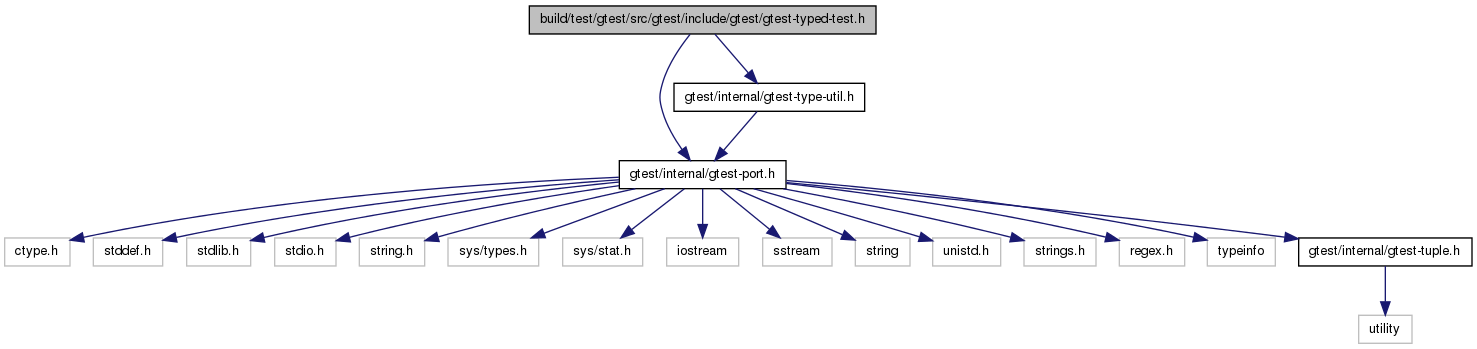 build/test/gtest/src/gtest/include/gtest/gtest-typed-test.h
gtest/internal/gtest-type-util.h
gtest/internal/gtest-port.h
ctype.h
stddef.h
stdlib.h
stdio.h
string.h
sys/types.h
sys/stat.h
iostream
sstream
string
unistd.h
strings.h
regex.h
typeinfo
gtest/internal/gtest-tuple.h
utility